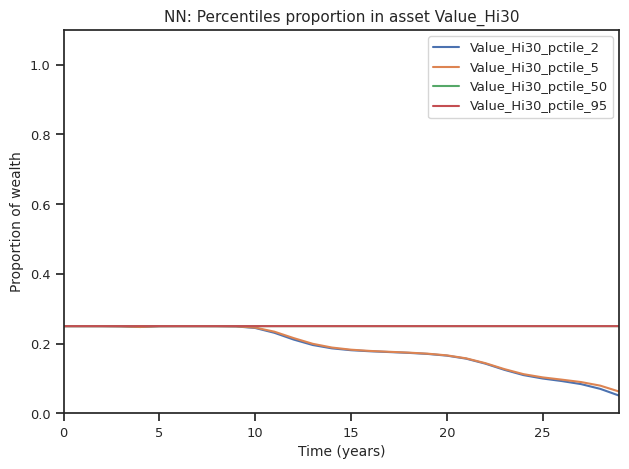 NN: Percentiles proportion in asset Value_Hi30
Value_Hi30_pctile_2
Value_Hi30_pctile_5
Value_Hi30_pctile_50
Value_Hi30_pctile_95
Proportion of wealth
1.0
0.8
0.6
0.4
0.2
0.0
0 5 10 15 20 25
Time (years)